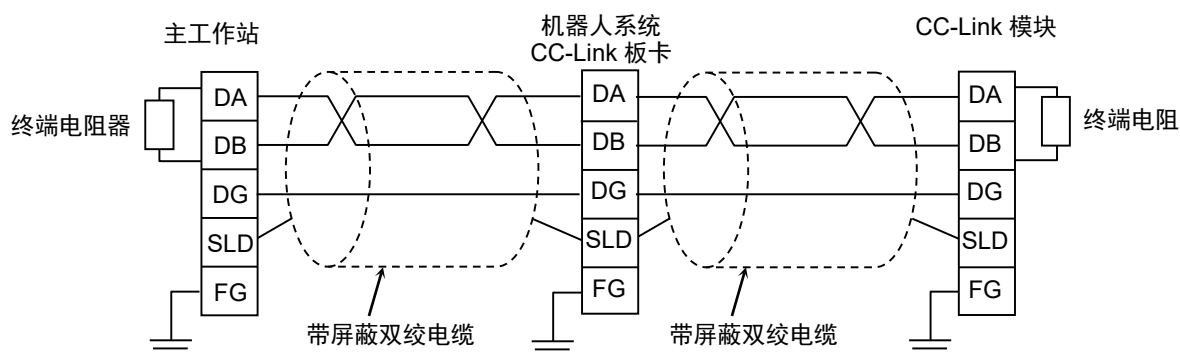 主工作站
机器人系统
CC-Link 板卡
CC-Link 模块
终端电阻器
DA
DB
DG
SLD
FG
DA
DB
DG
SLD
FG
DA
DB
DG
SLD
FG
终端电阻
带屏蔽双绞电缆
带屏蔽双绞电缆